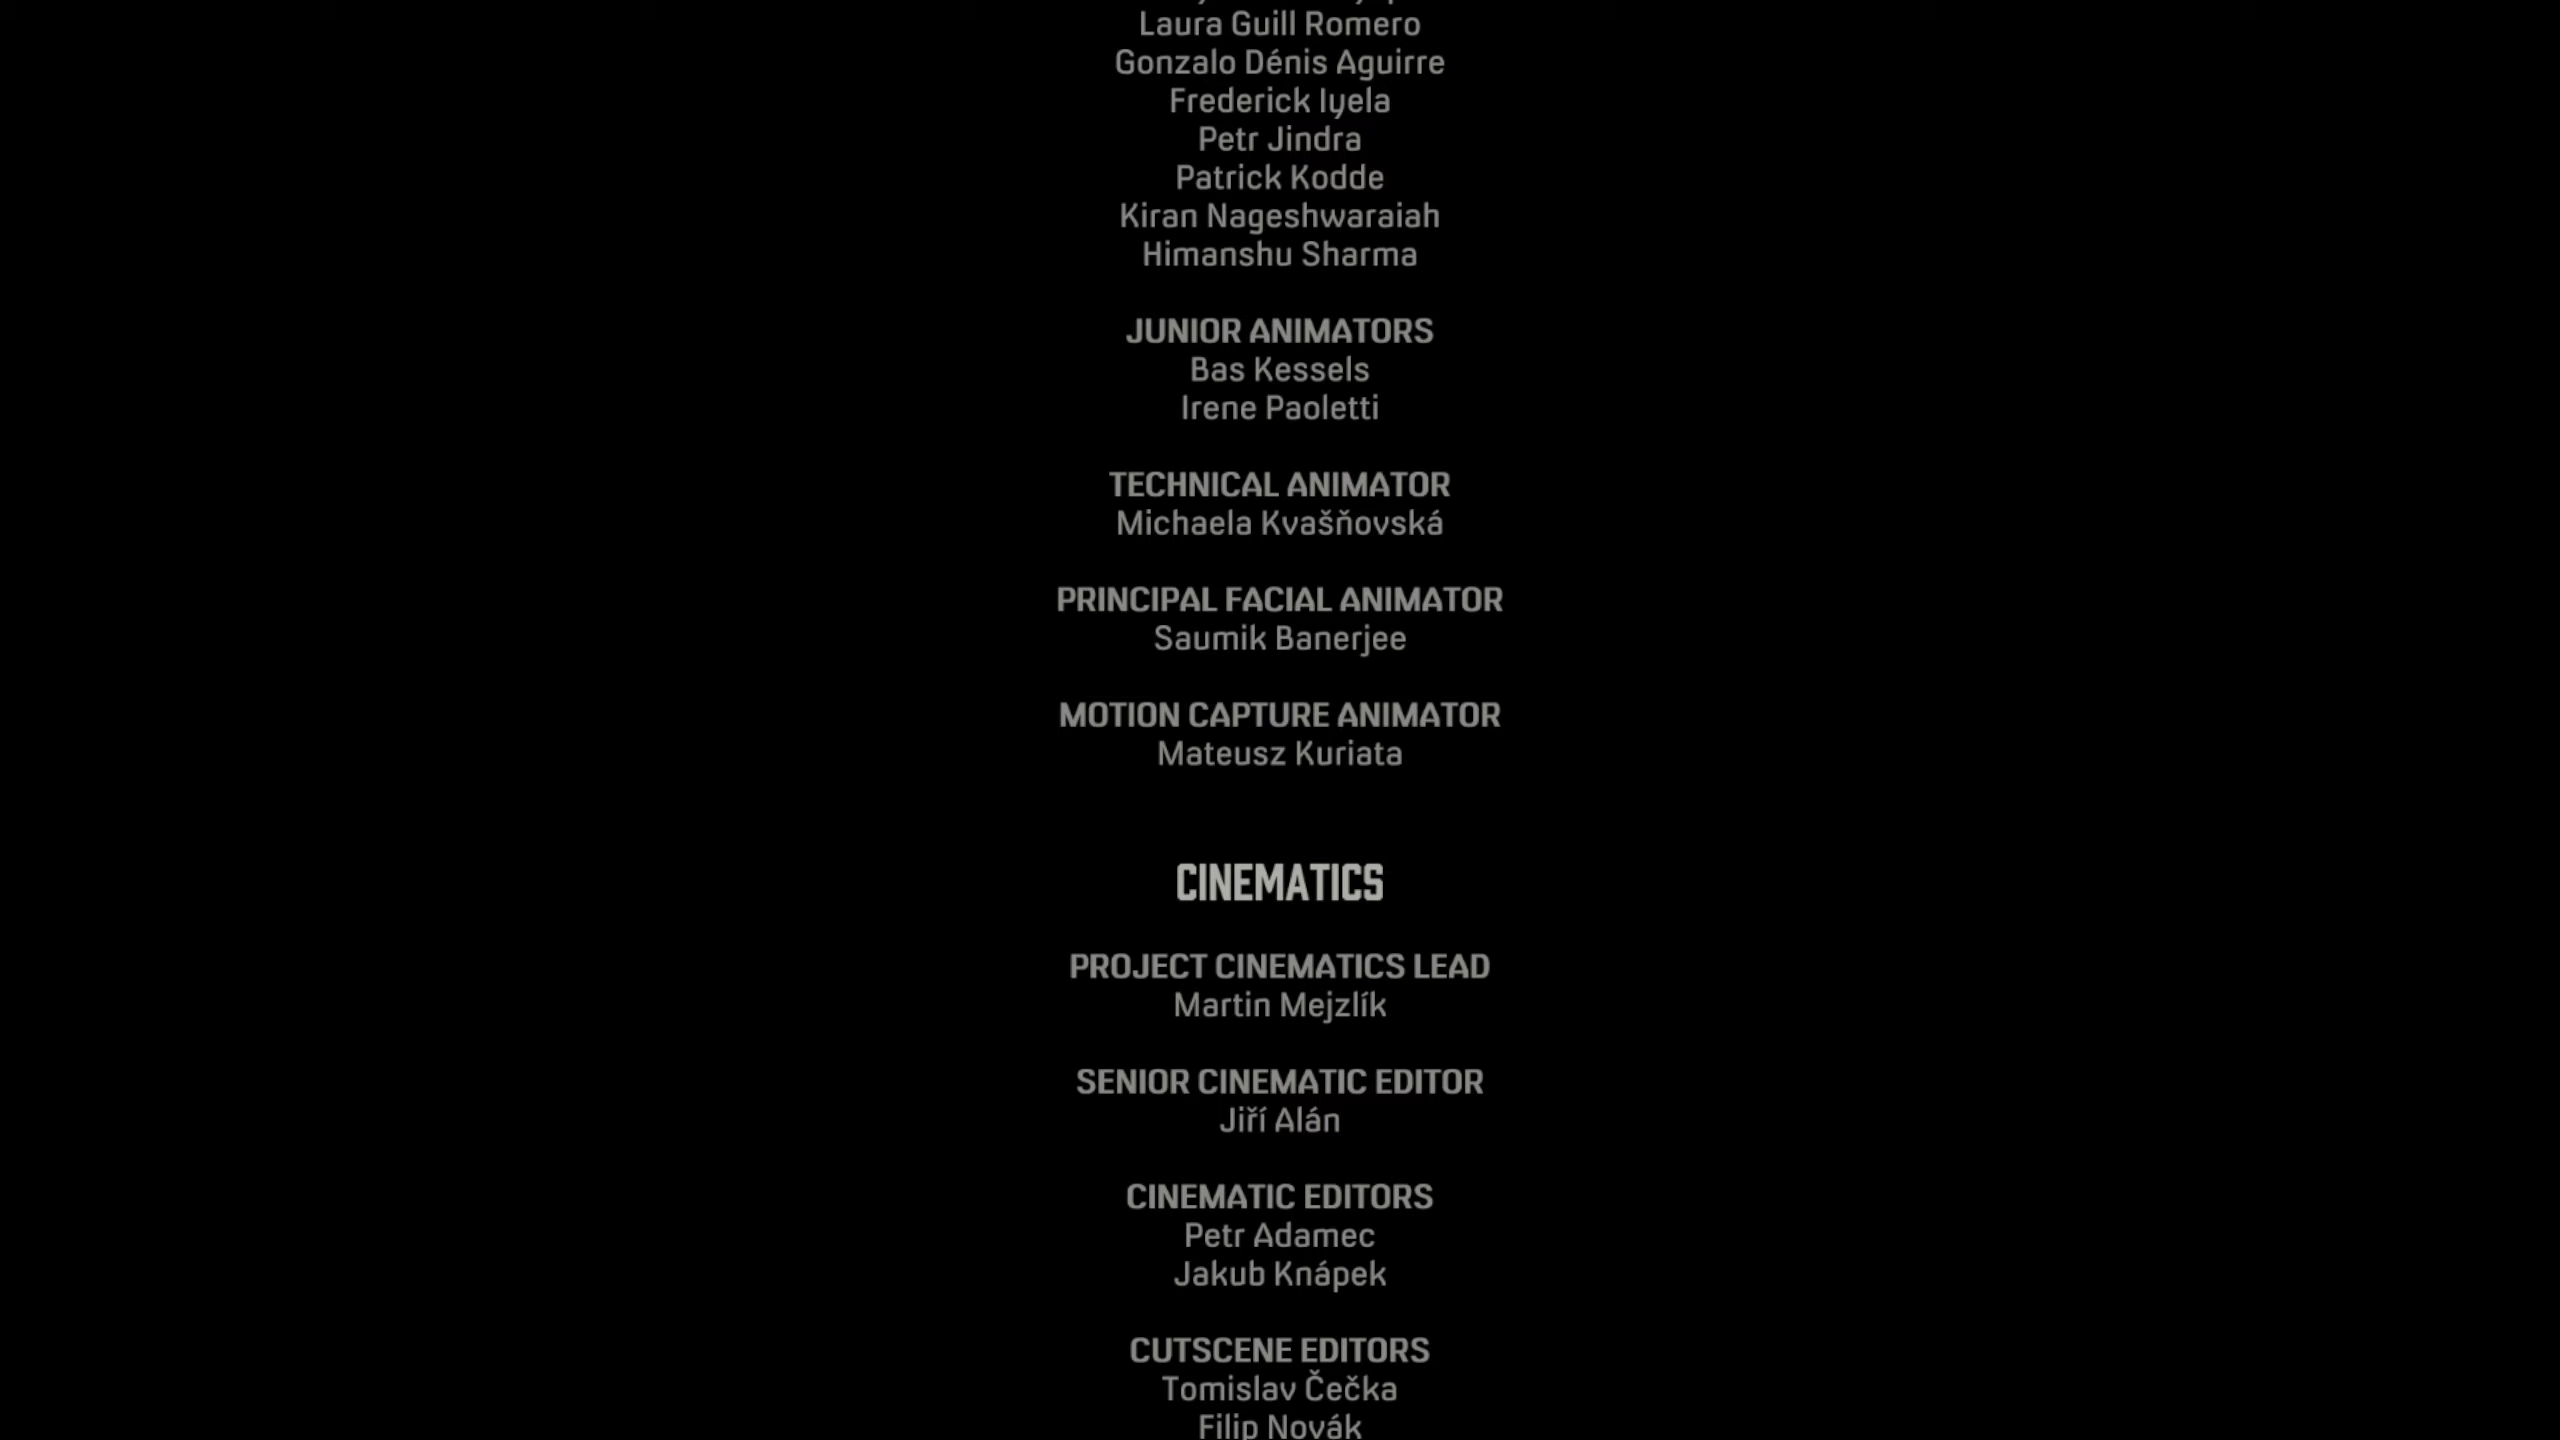 Laura Guill Romero
Gonzalo Dénis Aguirre
Frederick Iyela
Petr Jindra
Patrick Kodde
Kiran Nageshwaraiah
Himanshu Sharma
JUNIOR ANIMATORS
Bas Kessels
Irene Paoletti
TECHNICAL ANIMATOR
Michaela Kvašňovská
PRINCIPAL FACIAL ANIMATOR
Saumik Banerjee
MOTION CAPTURE ANIMATOR
Mateusz Kuriata
CINEMATICS
PROJECT CINEMATICS LEAD
Martin Mejzlík
SENIOR CINEMATIC EDITOR
Jiří Alán
CINEMATIC EDITORS
Petr Adamec
Jakub Knápek
CUTSCENE EDITORS
Tomislav Čečka
Filip Novák